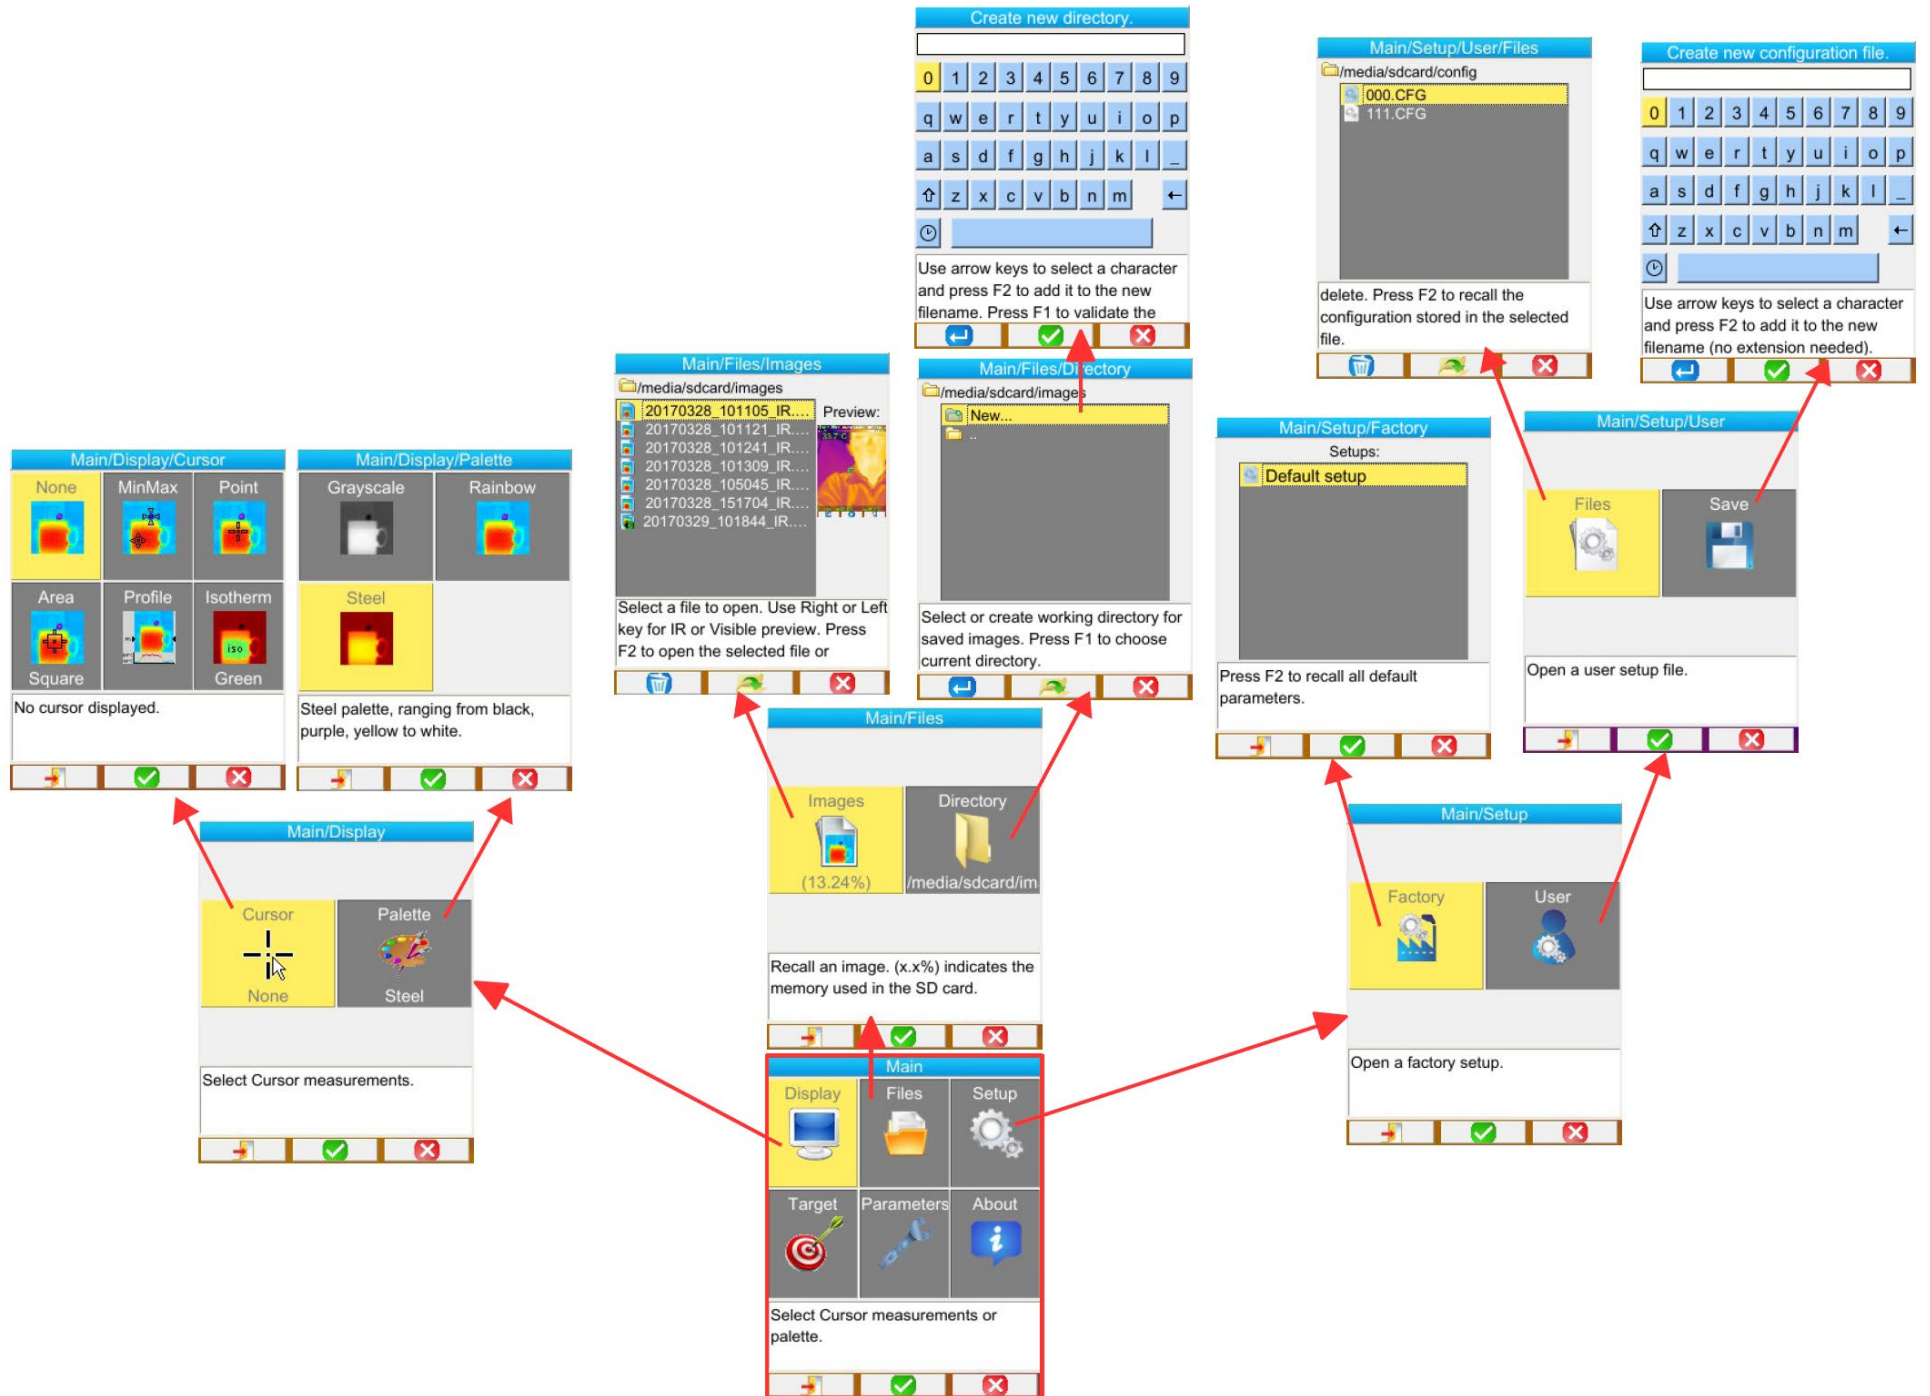 Create new directory.
0 1 2 3 4 5 6 7 8 9
q w e r t y u i o p
a s d f g h j k l _
z x c v b n m
Use arrow keys to select a character
and press F2 to add it to the new
filename. Press F1 to validate the
Main/Setup/User/Files
/media/sdcard/config
000.CFG
111.CFG
delete. Press F2 to recall the
configuration stored in the selected
file.
Create new configuration file.
0 1 2 3 4 5 6 7 8 9
q w e r t y u i o p
a s d f g h j k l _
z x c v b n m
Use arrow keys to select a character
and press F2 to add it to the new
filename (no extension needed).
Main/Display/Cursor
None MinMax Point
Area Profile Isotherm
iso
Square Green
No cursor displayed.
Main/Display/Palette
Grayscale Rainbow
Steel
Steel palette, ranging from black,
purple, yellow to white.
Main/Files/Images
/media/sdcard/images
20170328_101105_IR....
20170328_101121_IR....
20170328_101241_IR....
20170328_101309_IR....
20170328_105045_IR....
20170328_151704_IR....
20170329_101844_IR....
Preview:
Select a file to open. Use Right or Left
key for IR or Visible preview. Press
F2 to open the selected file or
Main/Files/Directory
/media/sdcard/images
New...
..
Select or create working directory for
saved images. Press F1 to choose
current directory.
Main/Setup/Factory
Setups:
Default setup
Press F2 to recall all default
parameters.
Main/Setup/User
Files Save
Open a user setup file.
Main/Display
Cursor Palette
None Steel
Select Cursor measurements.
Main/Files
Images Directory
(13.24%) /media/sdcard/im
Recall an image. (x.x%) indicates the
memory used in the SD card.
Main/Setup
Factory User
Open a factory setup.
Main
Display Files Setup
Target Parameters About
Select Cursor measurements or
palette.